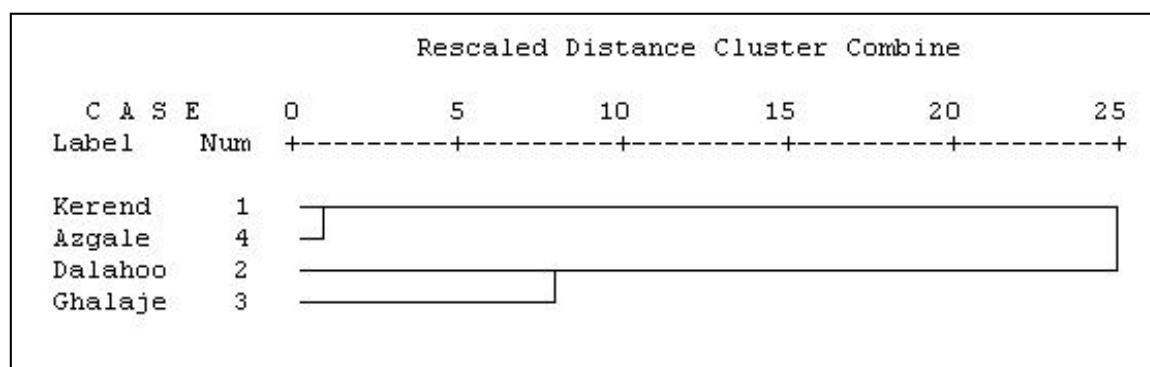 Rescaled Distance Cluster Combine
C A S E 0 5 10 15 20 25
Label Num +---------+---------+---------+---------+---------+
Kerend 1
Azgale 4
Dalahoo 2
Ghalaje 3